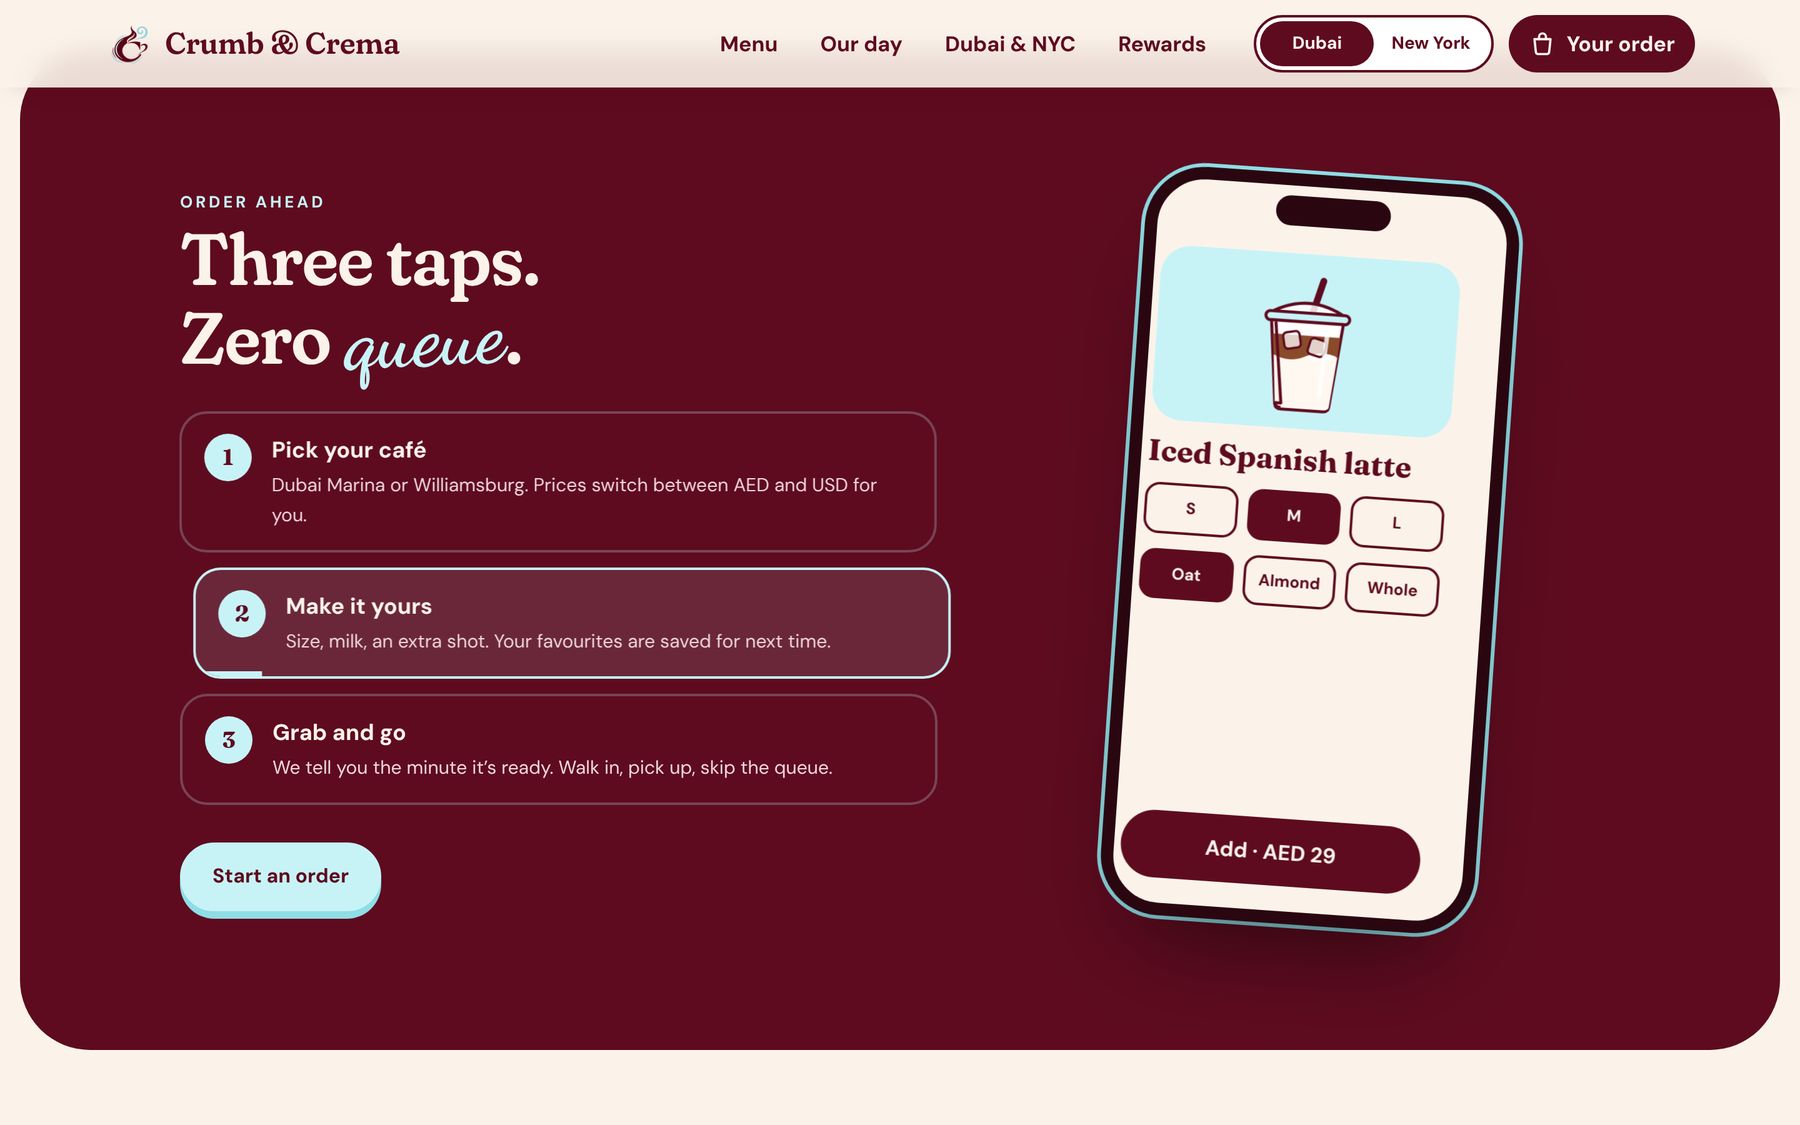 Crumb & Crema
Menu
Our day
Dubai & NYC
Rewards
Dubai
New York
Your order
ORDER AHEAD
Three taps.
Zero queue.
1
Pick your café
Dubai Marina or Williamsburg. Prices switch between AED and USD for
you.
2
Make it yours
Size, milk, an extra shot. Your favourites are saved for next time.
3
Grab and go
We tell you the minute it’s ready. Walk in, pick up, skip the queue.
Start an order
Iced Spanish latte
S
M
L
Oat
Almond
Whole
Add · AED 29